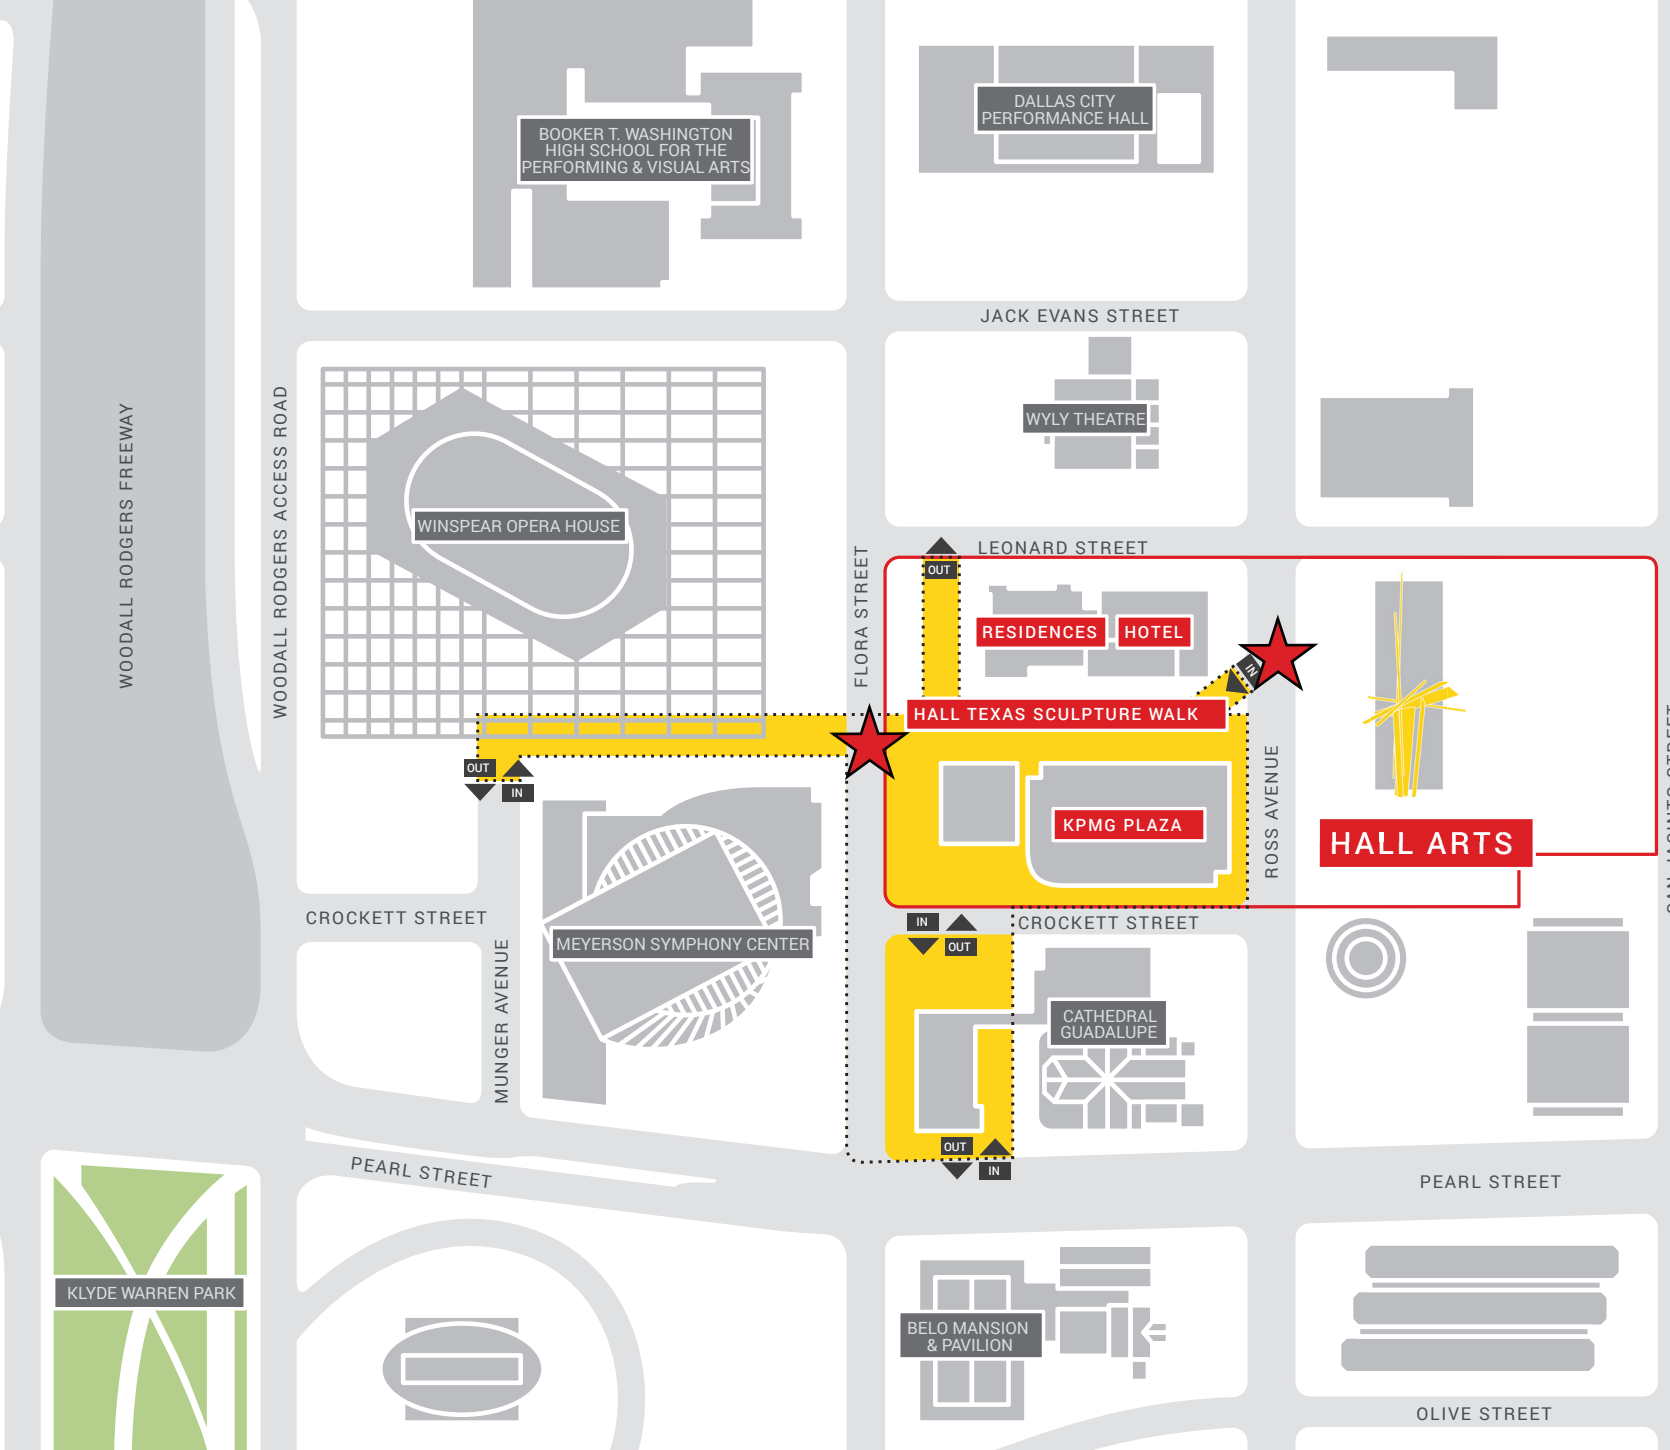 DALLAS CITY
PERFORMANCE HALL
BOOKER T. WASHINGTON
HIGH SCHOOL FOR THE
PERFORMING & VISUAL ARTS
JACK EVANS STREET
WOODALL RODGERS FREEWAY
WOODALL RODGERS ACCESS ROAD
WYLY THEATRE
WINSPEAR OPERA HOUSE
FLORA STREET
LEONARD STREET
OUT
RESIDENCES
HOTEL
IN
HALL TEXAS SCULPTURE WALK
OUT
IN
KPMG PLAZA
ROSS AVENUE
HALL ARTS
CROCKETT STREET
IN
OUT
CROCKETT STREET
MEYERSON SYMPHONY CENTER
MUNGER AVENUE
CATHEDRAL
GUADALUPE
OUT
IN
PEARL STREET
PEARL STREET
KLYDE WARREN PARK
BELO MANSION
& PAVILION
OLIVE STREET